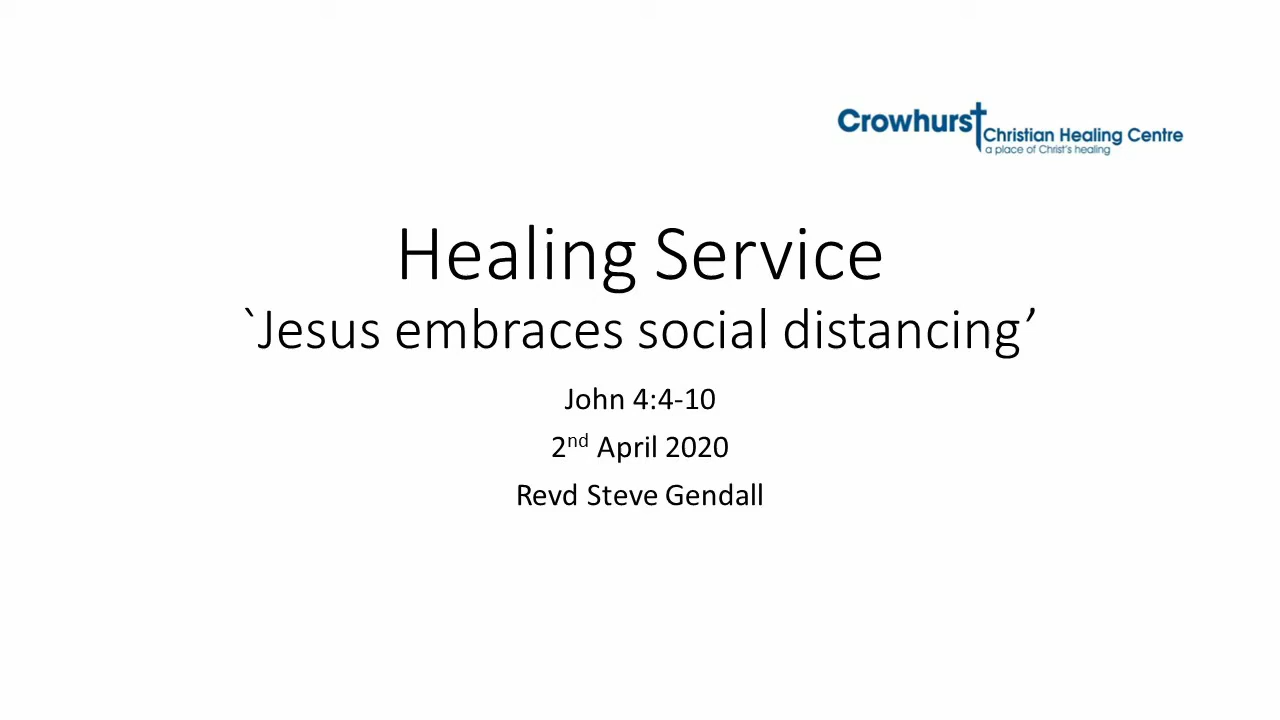 Crowhurst
Christian Healing Centre
a place of Christ's healing
Healing Service
`Jesus embraces social distancing’
John 4:4-10
2nd April 2020
Revd Steve Gendall